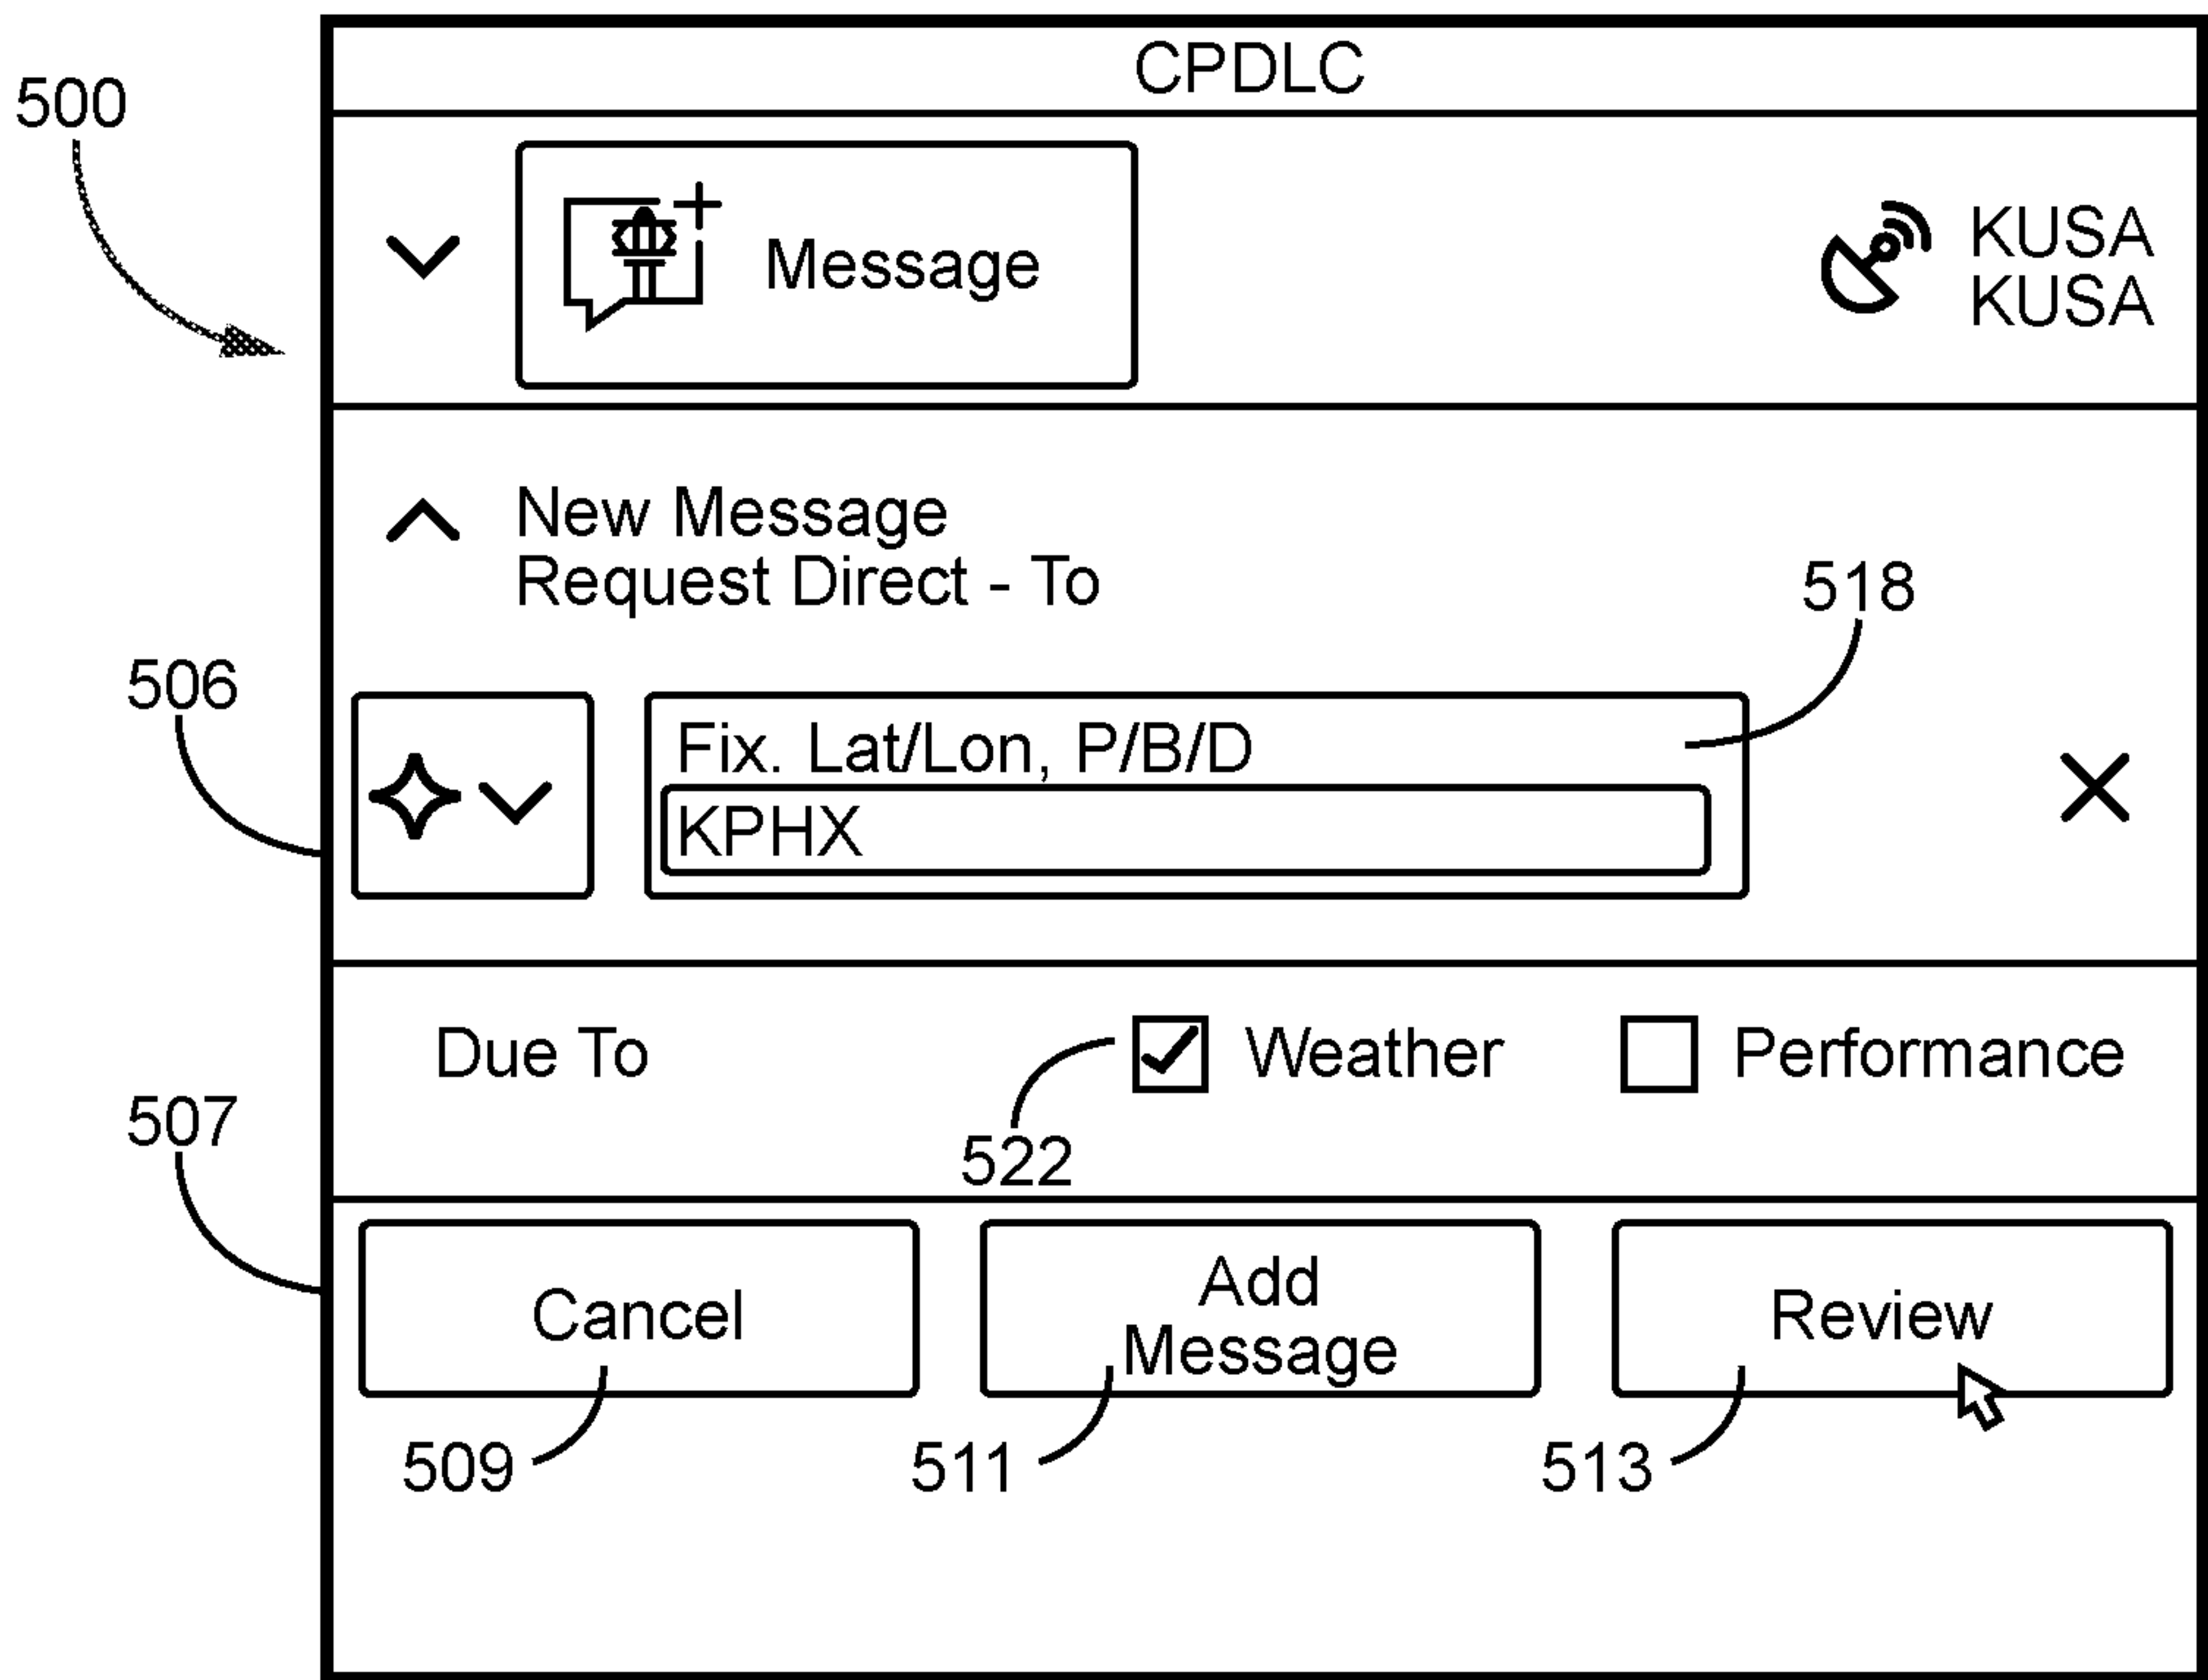 CPDLC
500
Message
KUSA
KUSA
New Message
Request Direct - To
518
506
Fix. Lat/Lon, P/B/D
KPHX
Due To
Weather
Performance
507
522
Cancel
Add
Message
Review
509
511
513